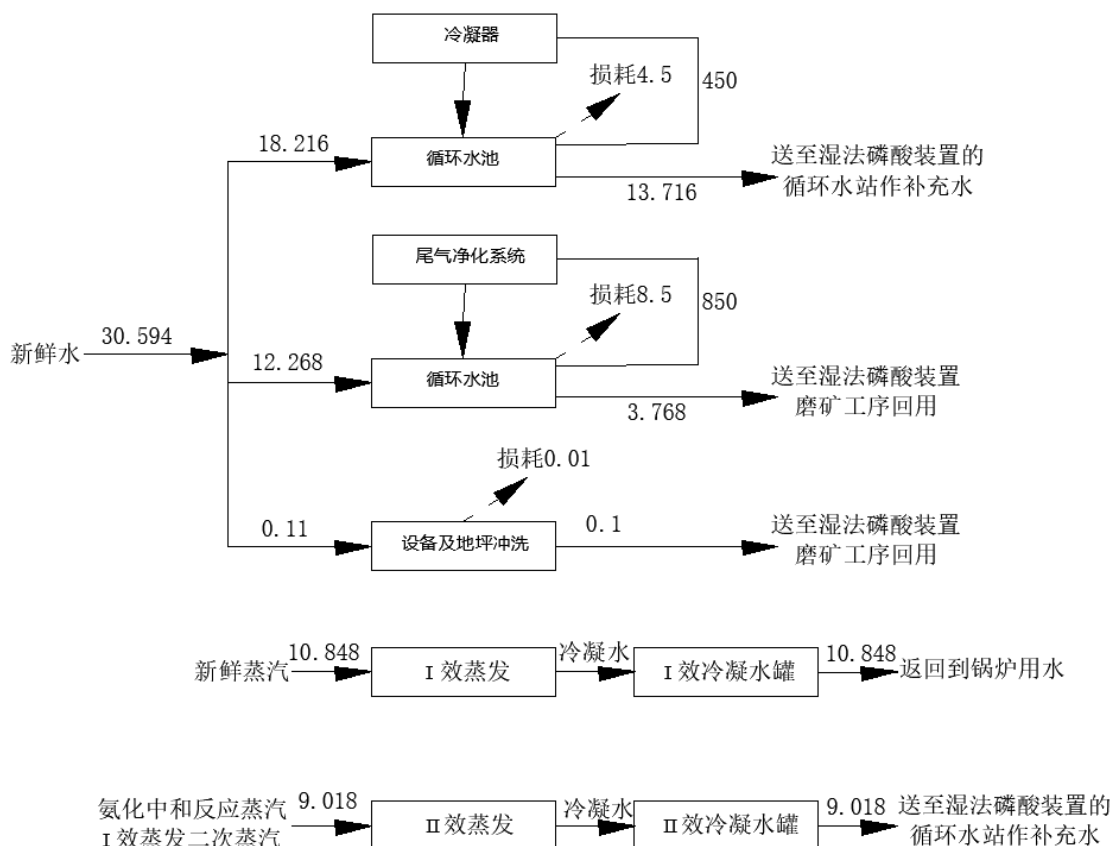 冷凝器
损耗4.5
450
18.216
循环水池
13.716
送至湿法磷酸装置的
循环水站作补充水
尾气净化系统
损耗8.5
850
新鲜水
30.594
12.268
循环水池
3.768
送至湿法磷酸装置
磨矿工序回用
损耗0.01
0.11
设备及地坪冲洗
0.1
送至湿法磷酸装置
磨矿工序回用
新鲜蒸汽
10.848
I效蒸发
冷凝水
I效冷凝水罐
10.848
返回到锅炉用水
氨化中和反应蒸汽
I效蒸发二次蒸汽
9.018
II效蒸发
冷凝水
II效冷凝水罐
9.018
送至湿法磷酸装置的
循环水站作补充水